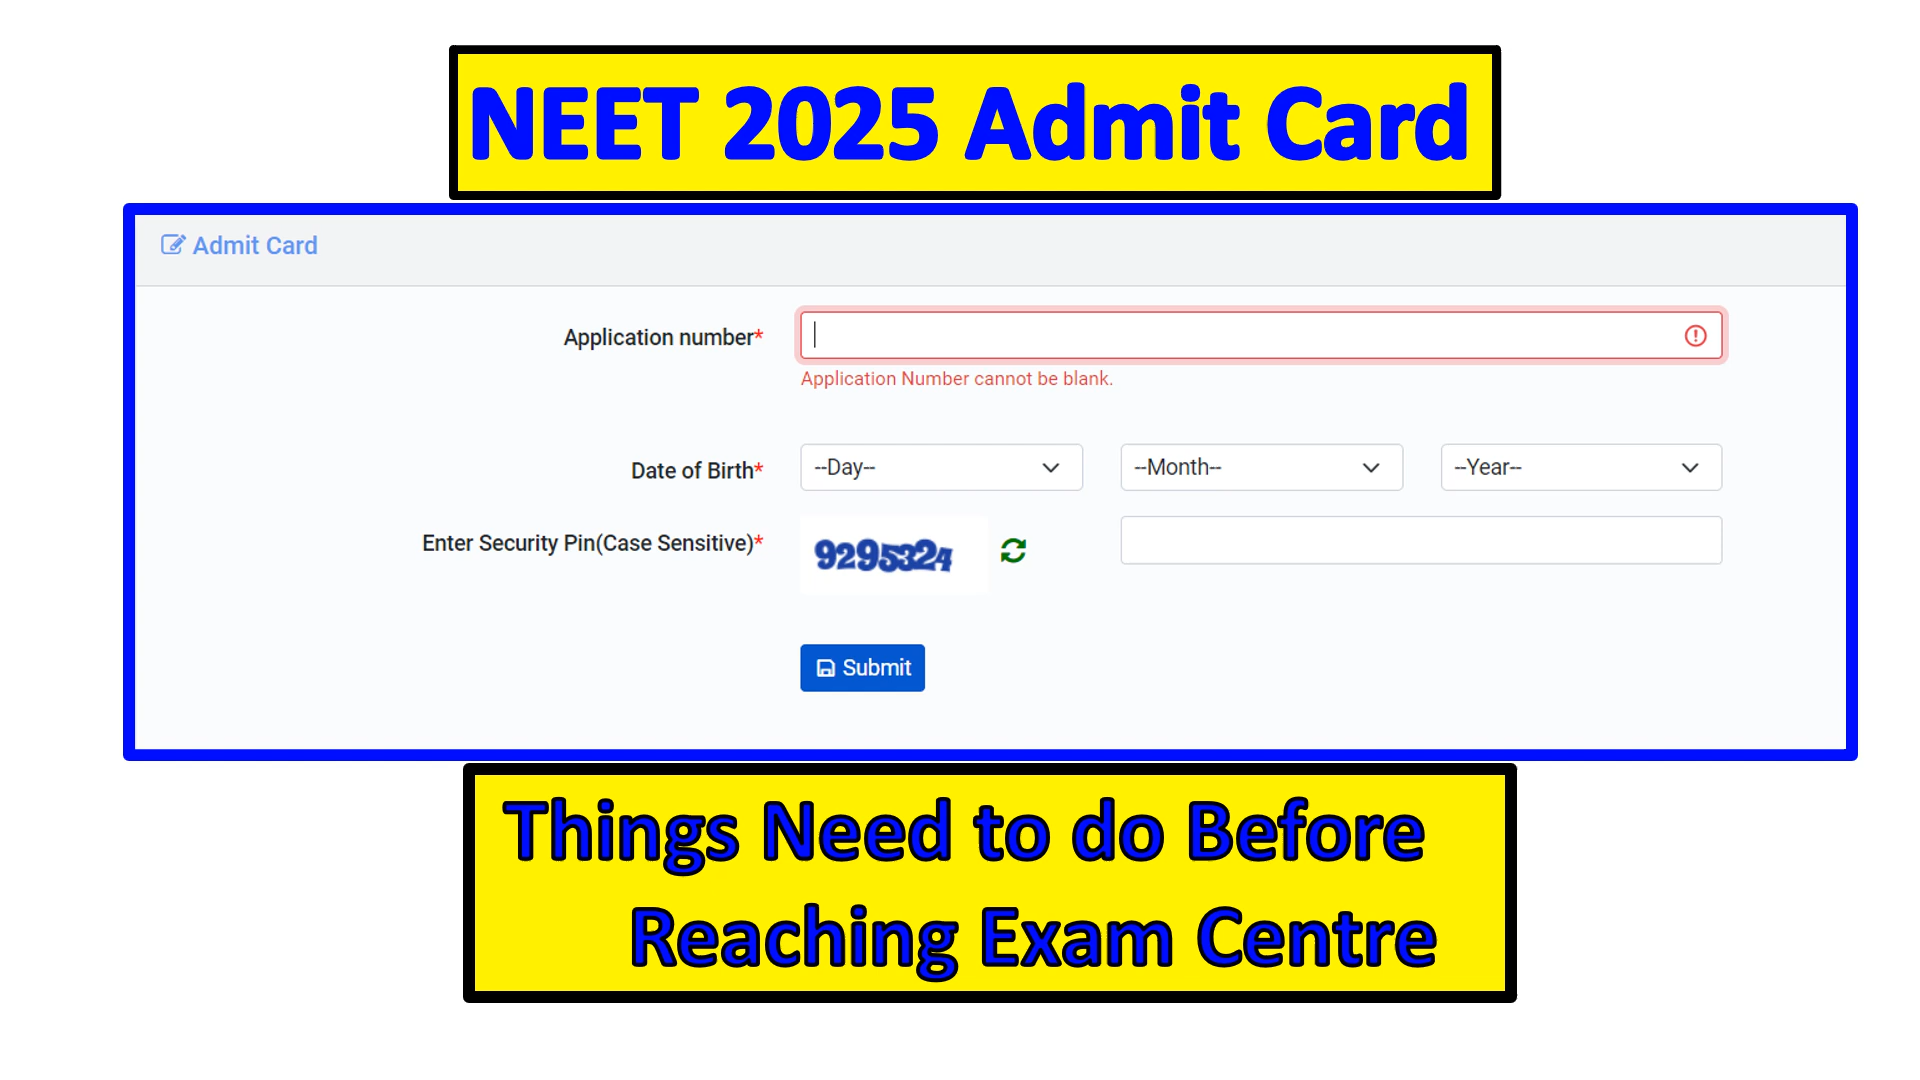 NEET 2025 Admit Card
Admit Card
Application number*
Application Number cannot be blank.
Date of Birth* --Day-- --Month-- --Year--
Enter Security Pin(Case Sensitive)* 9295324
Submit
Things Need to do Before
Reaching Exam Centre